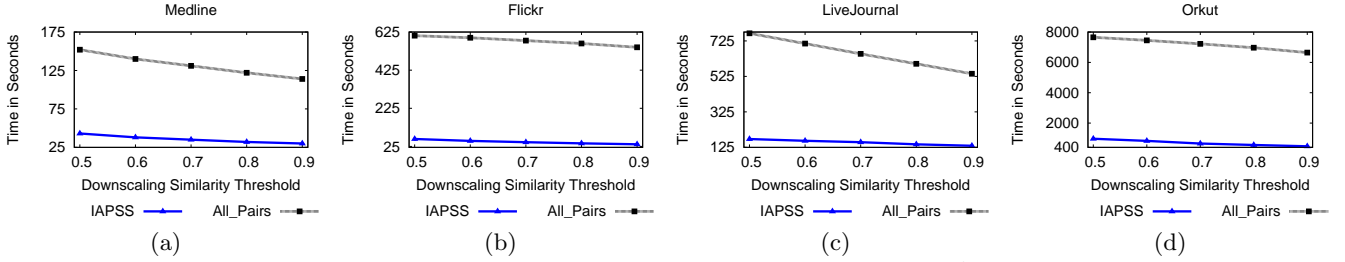 Medline
175
125
75
25
Time in Seconds
0.5 0.6 0.7 0.8 0.9
Downscaling Similarity Threshold
IAPSS All_Pairs
(a)
Flickr
625
425
225
25
Time in Seconds
0.5 0.6 0.7 0.8 0.9
Downscaling Similarity Threshold
IAPSS All_Pairs
(b)
LiveJournal
725
525
325
125
Time in Seconds
0.5 0.6 0.7 0.8 0.9
Downscaling Similarity Threshold
IAPSS All_Pairs
(c)
Orkut
8000
6000
4000
2000
400
Time in Seconds
0.5 0.6 0.7 0.8 0.9
Downscaling Similarity Threshold
IAPSS All_Pairs
(d)